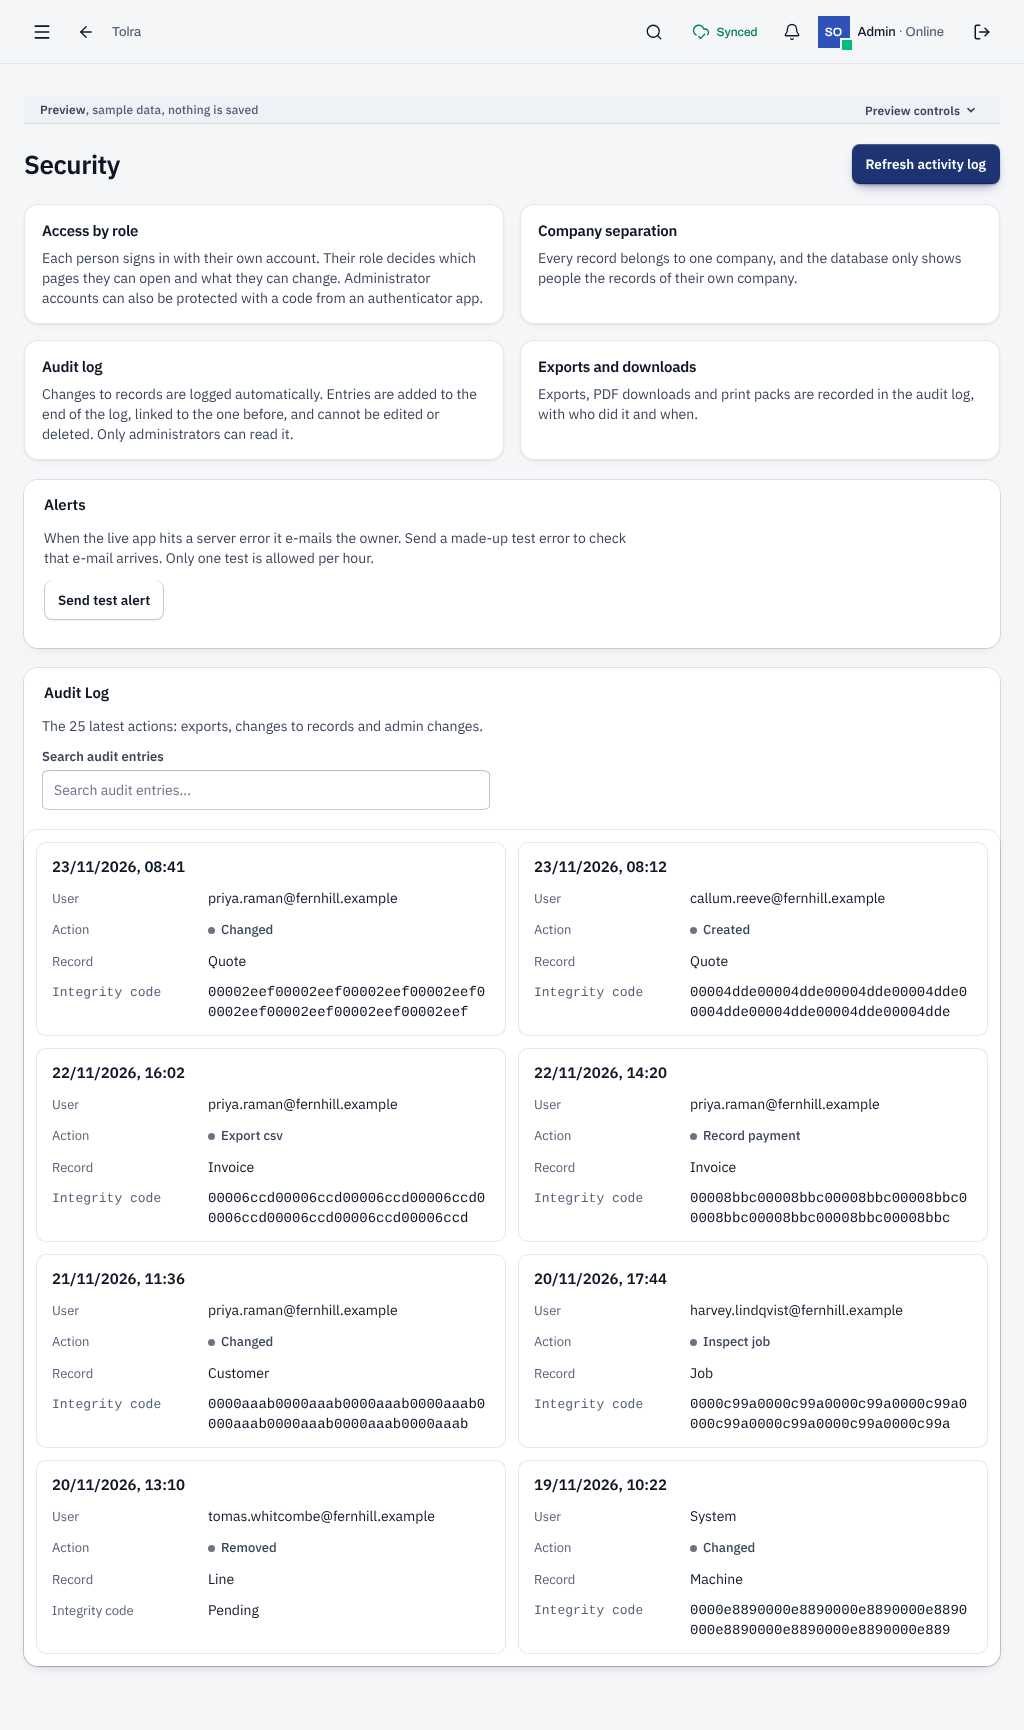 Tolra
Synced
SO
Admin · Online
Preview, sample data, nothing is saved
Preview controls
Security
Refresh activity log
Access by role
Each person signs in with their own account. Their role decides which
pages they can open and what they can change. Administrator
accounts can also be protected with a code from an authenticator app.
Company separation
Every record belongs to one company, and the database only shows
people the records of their own company.
Audit log
Changes to records are logged automatically. Entries are added to the
end of the log, linked to the one before, and cannot be edited or
deleted. Only administrators can read it.
Exports and downloads
Exports, PDF downloads and print packs are recorded in the audit log,
with who did it and when.
Alerts
When the live app hits a server error it e-mails the owner. Send a made-up test error to check
that e-mail arrives. Only one test is allowed per hour.
Send test alert
Audit Log
The 25 latest actions: exports, changes to records and admin changes.
Search audit entries
Search audit entries...
23/11/2026, 08:41
User priya.raman@fernhill.example
Action Changed
Record Quote
Integrity code 00002eef00002eef00002eef00002eef0
0002eef00002eef00002eef00002eef
23/11/2026, 08:12
User callum.reeve@fernhill.example
Action Created
Record Quote
Integrity code 00004dde00004dde00004dde00004dde0
0004dde00004dde00004dde00004dde
22/11/2026, 16:02
User priya.raman@fernhill.example
Action Export csv
Record Invoice
Integrity code 00006ccd00006ccd00006ccd00006ccd0
0006ccd00006ccd00006ccd00006ccd
22/11/2026, 14:20
User priya.raman@fernhill.example
Action Record payment
Record Invoice
Integrity code 00008bbc00008bbc00008bbc00008bbc0
0008bbc00008bbc00008bbc00008bbc
21/11/2026, 11:36
User priya.raman@fernhill.example
Action Changed
Record Customer
Integrity code 0000aaab0000aaab0000aaab0000aaab0
000aaab0000aaab0000aaab0000aaab
20/11/2026, 17:44
User harvey.lindqvist@fernhill.example
Action Inspect job
Record Job
Integrity code 0000c99a0000c99a0000c99a0000c99a0
000c99a0000c99a0000c99a0000c99a
20/11/2026, 13:10
User tomas.whitcombe@fernhill.example
Action Removed
Record Line
Integrity code Pending
19/11/2026, 10:22
User System
Action Changed
Record Machine
Integrity code 0000e8890000e8890000e8890000e8890
000e8890000e8890000e8890000e889